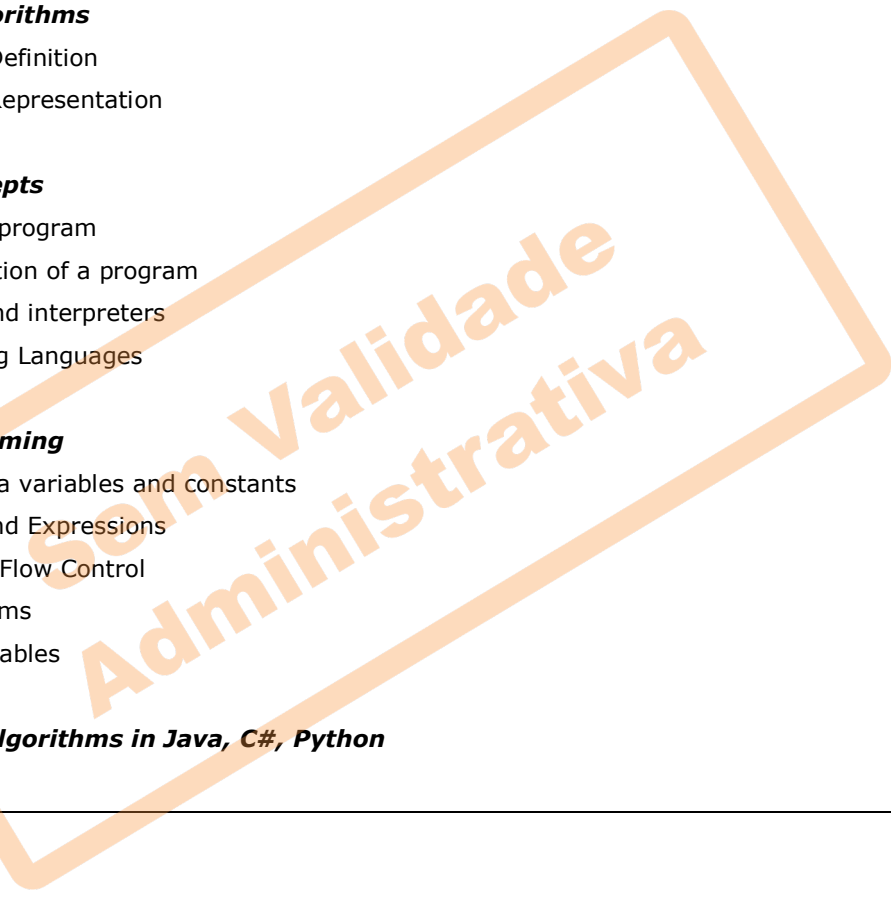 orithms
Definition
Representation
epts
program
tion of a program
nd interpreters
g Languages
ming
a variables and constants
nd Expressions
Flow Control
ms
ables
lgorithms in Java, C#, Python
Sem Validade
Administrativa